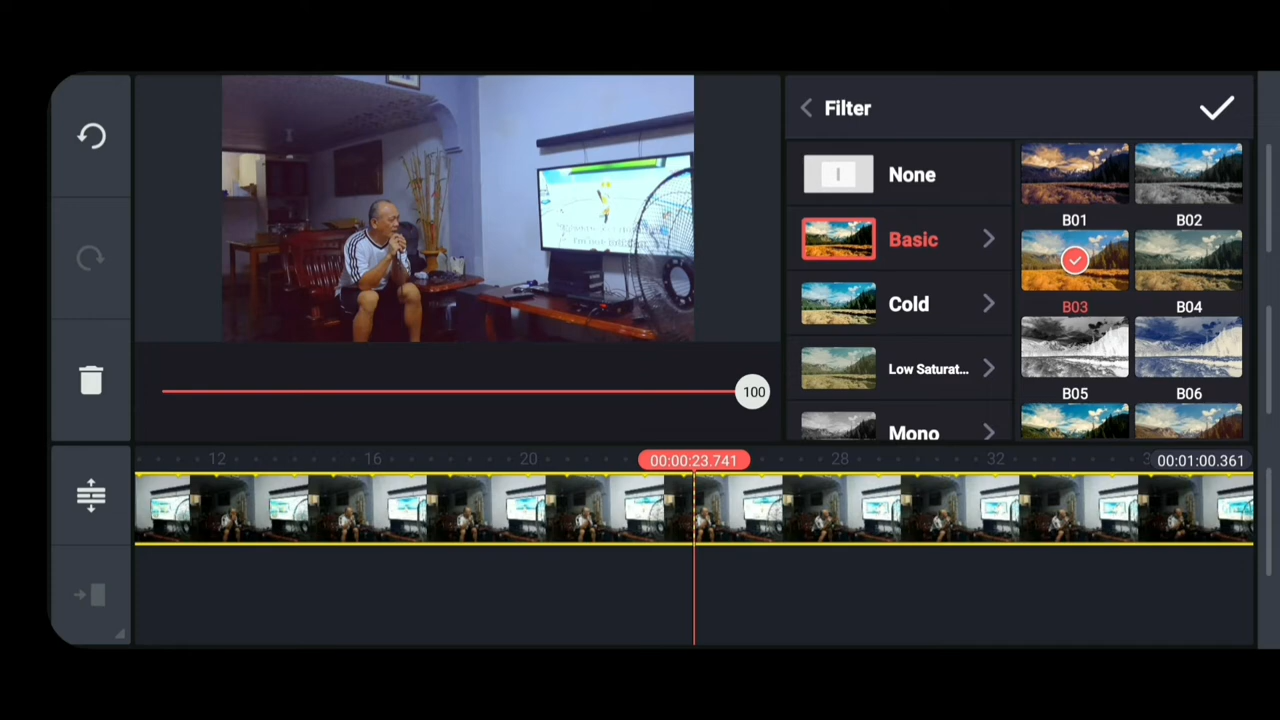 Filter
None
Basic
Cold
Low Saturat...
Mono
B01
B02
B03
B04
B05
B06
100
12
16
20
00:00:23.741
28
32
00:01:00.361